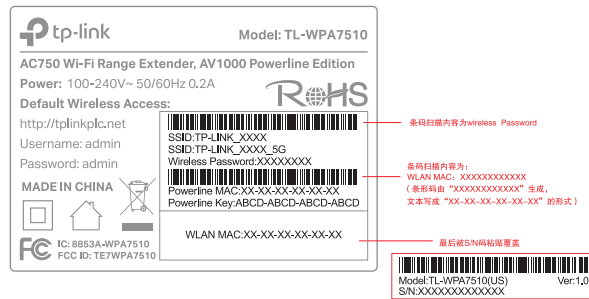 tp-link
Model: TL-WPA7510
AC750 Wi-Fi Range Extender, AV1000 Powerline Edition
Power: 100-240V~ 50/60Hz 0.2A
RoHS
Default Wireless Access:
http://tplinkplc.net
Username: admin
Password: admin
MADE IN CHINA
FC
IC: 8853A-WPA7510
FCC ID: TE7WPA7510
SSID:TP-LINK_XXXX
SSID:TP-LINK_XXXX_5G
Wireless Password:XXXXXXXX
Powerline MAC:XX-XX-XX-XX-XX-XX
Powerline Key:ABCD-ABCD-ABCD-ABCD
WLAN MAC:XX-XX-XX-XX-XX-XX
条码扫描内容为wireless Password
条码扫描内容为:
WLAN MAC: XXXXXXXXXXXX
(条形码由“XXXXXXXXXXXX”生成,
文本写成“XX-XX-XX-XX-XX-XX”的形式)
最后被S/N码粘贴覆盖
Model:TL-WPA7510(US) Ver:1.0
S/N:XXXXXXXXXXXXX